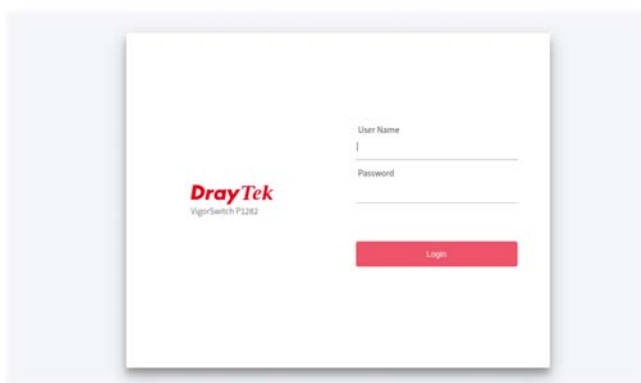 User Name
Password
DrayTek
VigorSwitch P1282
Login